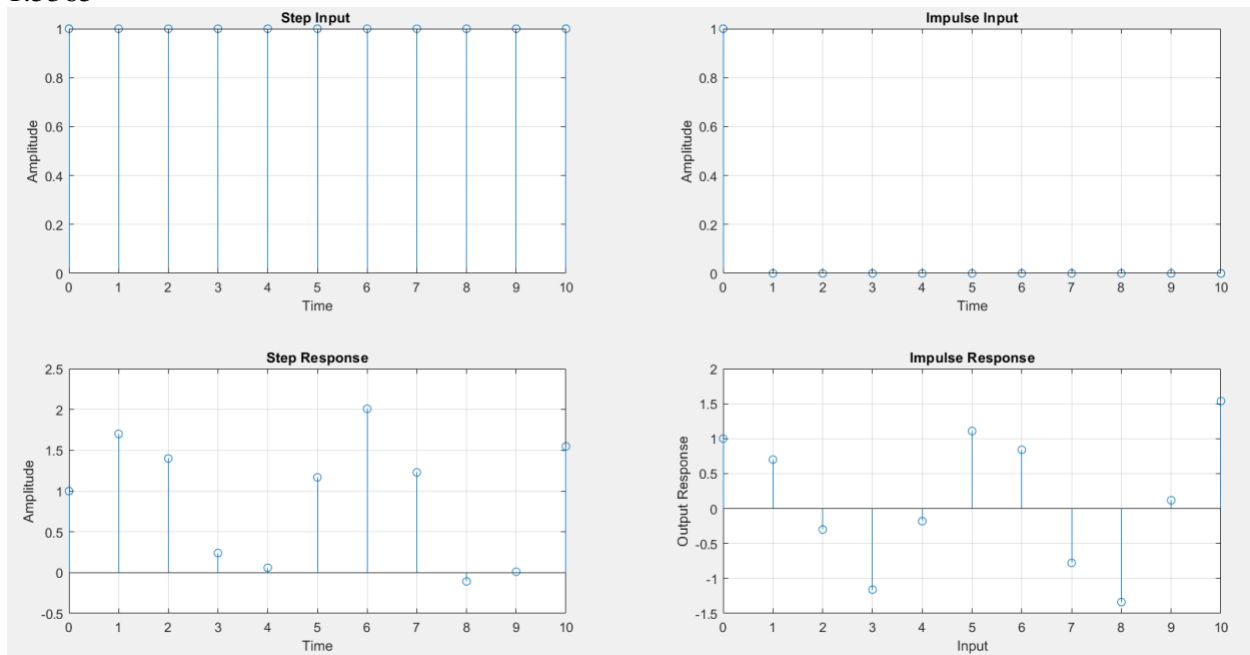 Step Input
1
0.8
0.6
0.4
0.2
0
Amplitude
0 1 2 3 4 5 6 7 8 9 10
Time
Impulse Input
1
0.8
0.6
0.4
0.2
0
Amplitude
0 1 2 3 4 5 6 7 8 9 10
Time
Step Response
2.5
2
1.5
1
0.5
0
-0.5
Amplitude
0 1 2 3 4 5 6 7 8 9 10
Time
Impulse Response
2
1.5
1
0.5
0
-0.5
-1
-1.5
Output Response
0 1 2 3 4 5 6 7 8 9 10
Input